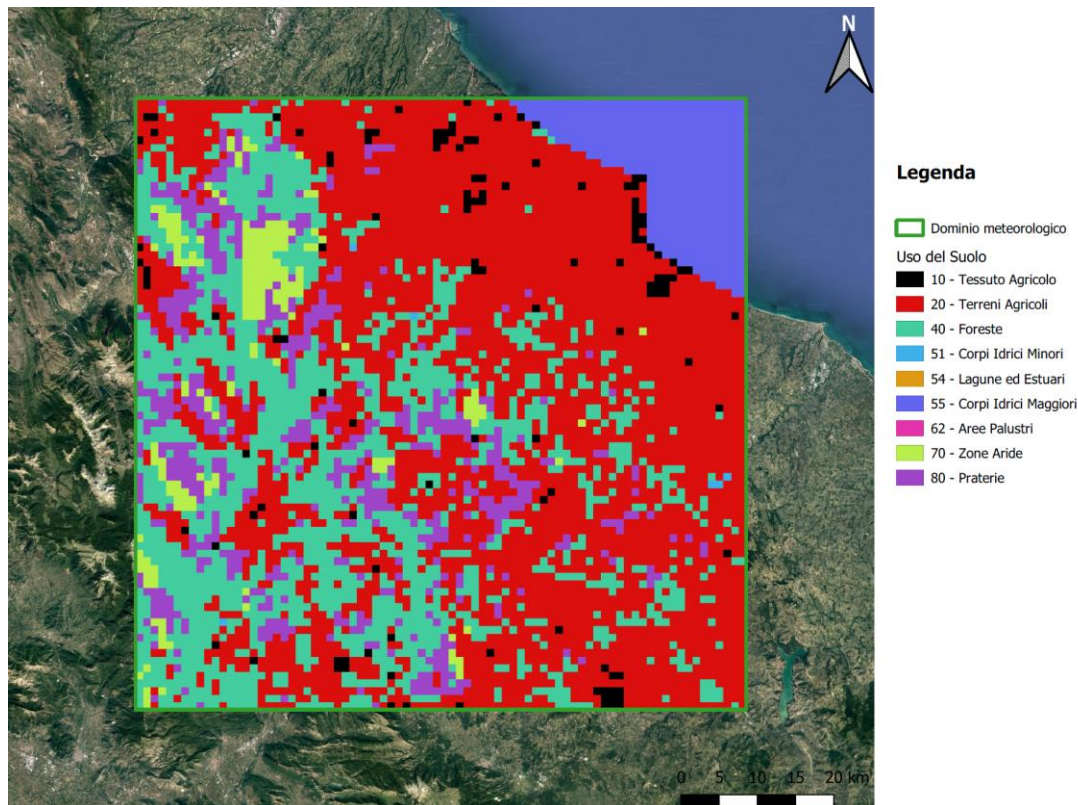 N
Legenda
Dominio meteorologico
Uso del Suolo
10 - Tessuto Agricolo
20 - Terreni Agricoli
40 - Foreste
51 - Corpi Idrici Minori
54 - Lagune ed Estuari
55 - Corpi Idrici Maggiori
62 - Aree Palustri
70 - Zone Aride
80 - Praterie
0 5 10 15 20 km